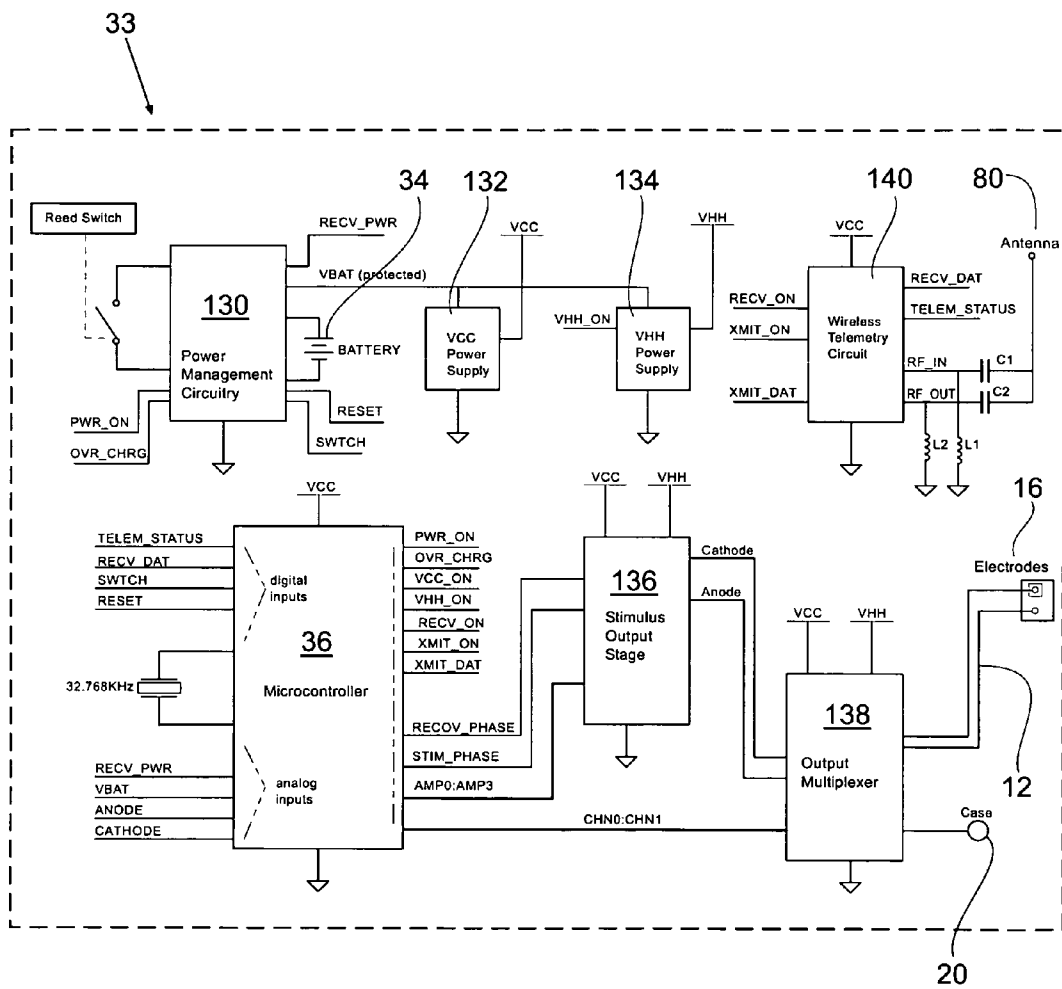 33
34
132
134
140
80
Reed Switch
RECV_PWR
VCC
VHH
VCC
Antenna
VBAT (protected)
130
Power
Management
Circuitry
BATTERY
VCC
Power
Supply
VHH_ON
VHH
Power
Supply
RECV_ON
XMIT_ON
XMIT_DAT
Wireless
Telemetry
Circuit
RECV_DAT
TELEM_STATUS
RF_IN
C1
RF_OUT
C2
L2
L1
PWR_ON
OVR_CHRG
RESET
SWTCH
VCC
TELEM_STATUS
RECV_DAT
SWTCH
RESET
digital
inputs
36
Microcontroller
32.768KHz
RECV_PWR
VBAT
ANODE
CATHODE
analog
inputs
PWR_ON
OVR_CHRG
VCC_ON
VHH_ON
RECV_ON
XMIT_ON
XMIT_DAT
RECOV_PHASE
STIM_PHASE
AMP0:AMP3
CHN0:CHN1
VCC
VHH
136
Stimulus
Output
Stage
Cathode
Anode
VCC
VHH
138
Output
Multiplexer
16
Electrodes
12
Case
20